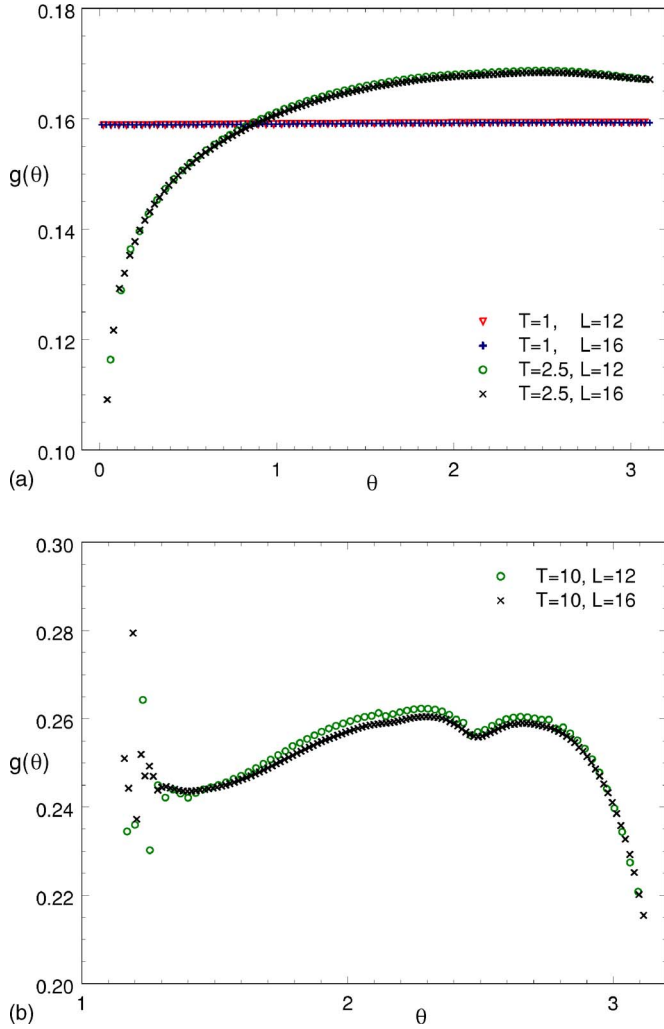 0.18
0.16
g(θ)
0.14
0.12
0.10
T=1, L=12
T=1, L=16
T=2.5, L=12
T=2.5, L=16
0 1 2 3
(a) θ
0.30
0.28
0.26
g(θ)
0.24
0.22
0.20
T=10, L=12
T=10, L=16
1 2 3
(b) θ